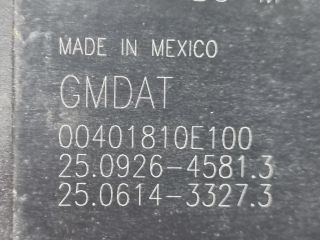 MADE IN MEXICO
GMDAT
00401810E100
25.0926-4581.3
25.0614-3327.3